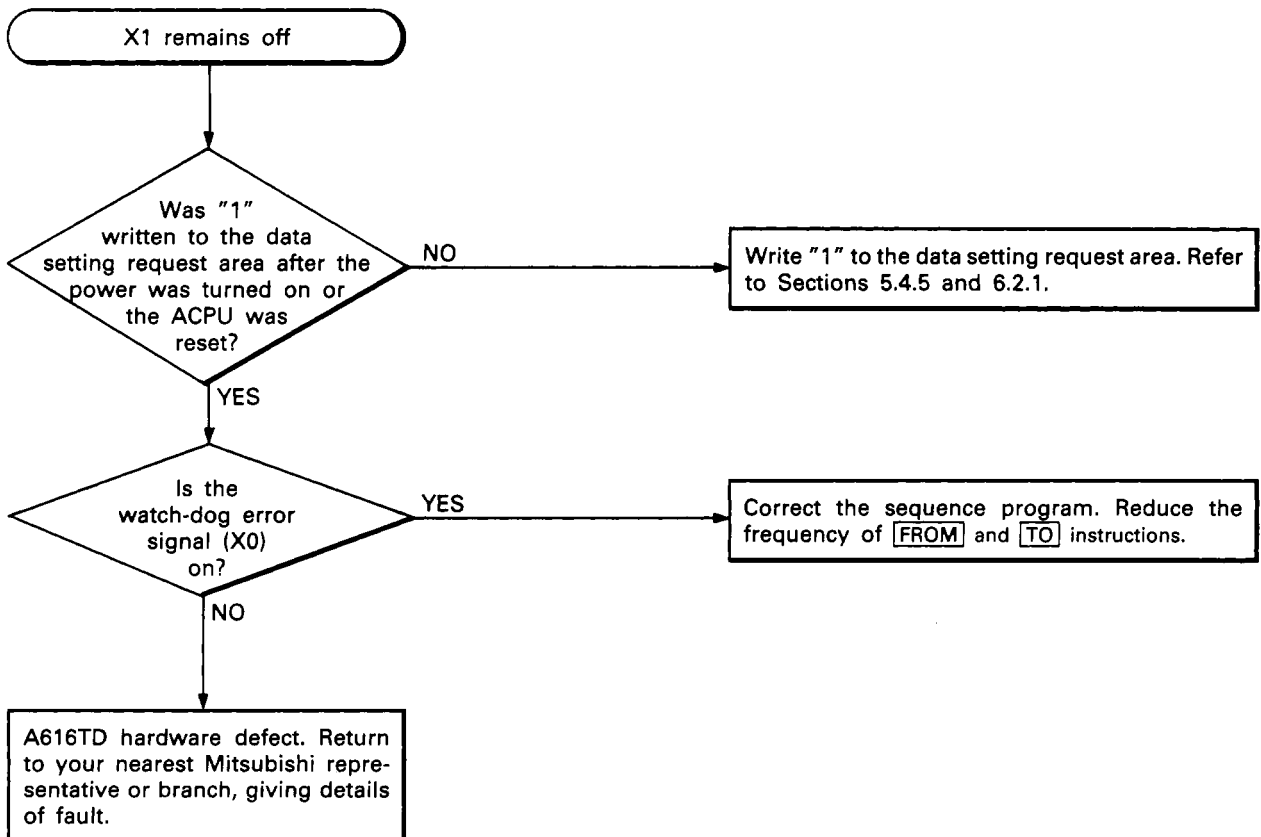 X1 remains off
Was "1"
written to the data
setting request area after the
power was turned on or
the ACPU was
reset?
NO
Write "1" to the data setting request area. Refer
to Sections 5.4.5 and 6.2.1.
YES
Is the
watch-dog error
signal (X0)
on?
YES
Correct the sequence program. Reduce the
frequency of FROM and TO instructions.
NO
A616TD hardware defect. Return
to your nearest Mitsubishi repre-
sentative or branch, giving details
of fault.